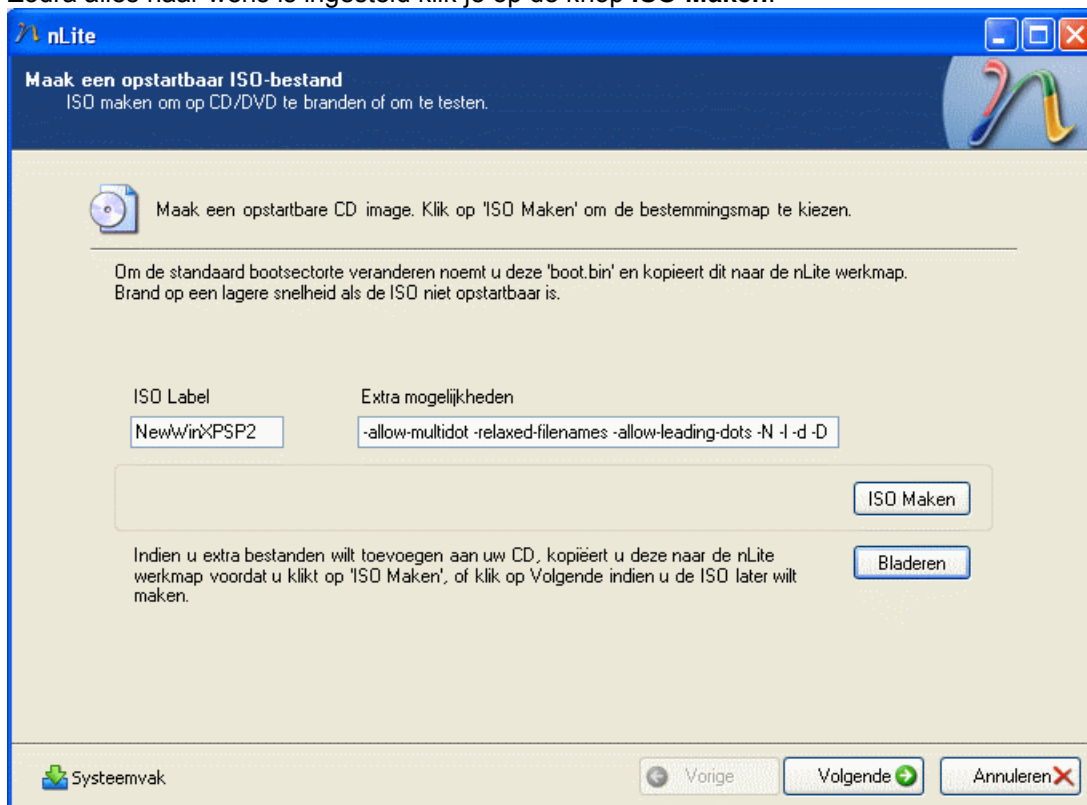 Zodra alles naar wens is ingesteld klik je op de knop ISO Maken.
nLite
Maak een opstartbaar ISO-bestand
ISO maken om op CD/DVD te branden of om te testen.
Maak een opstartbare CD image. Klik op 'ISO Maken' om de bestemmingsmap te kiezen.
Om de standaard bootsectorte veranderen noemt u deze 'boot.bin' en kopieert dit naar de nLite werkmap.
Brand op een lagere snelheid als de ISO niet opstartbaar is.
ISO Label
Extra mogelijkheden
NewWinXPSP2
-allow-multidot -relaxed-filenames -allow-leading-dots -N -l -d -D
ISO Maken
Indien u extra bestanden wilt toevoegen aan uw CD, kopiëert u deze naar de nLite
werkmap voordat u klikt op 'ISO Maken', of klik op Volgende indien u de ISO later wilt
maken.
Bladeren
Systeemvak
Vorige
Volgende
Annuleren